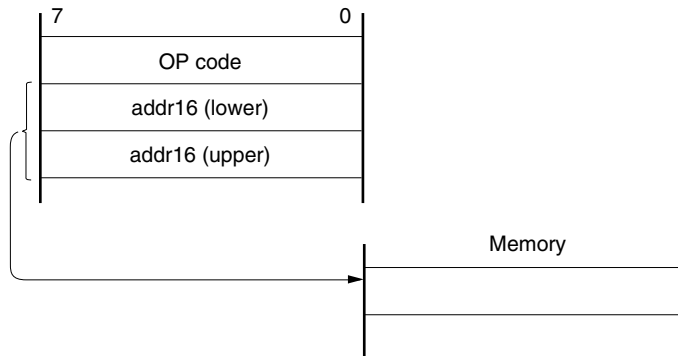 7 0
OP code
addr16 (lower)
addr16 (upper)
Memory